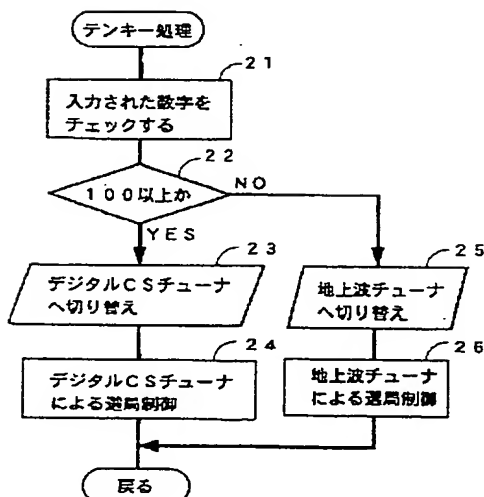 テンキー処理
21
入力された数字を
チェックする
22
100以上か
NO
YES
23
デジタルCSチューナ
へ切り替え
25
地上波チューナ
へ切り替え
24
デジタルCSチューナ
による選局制御
26
地上波チューナ
による選局制御
戻る